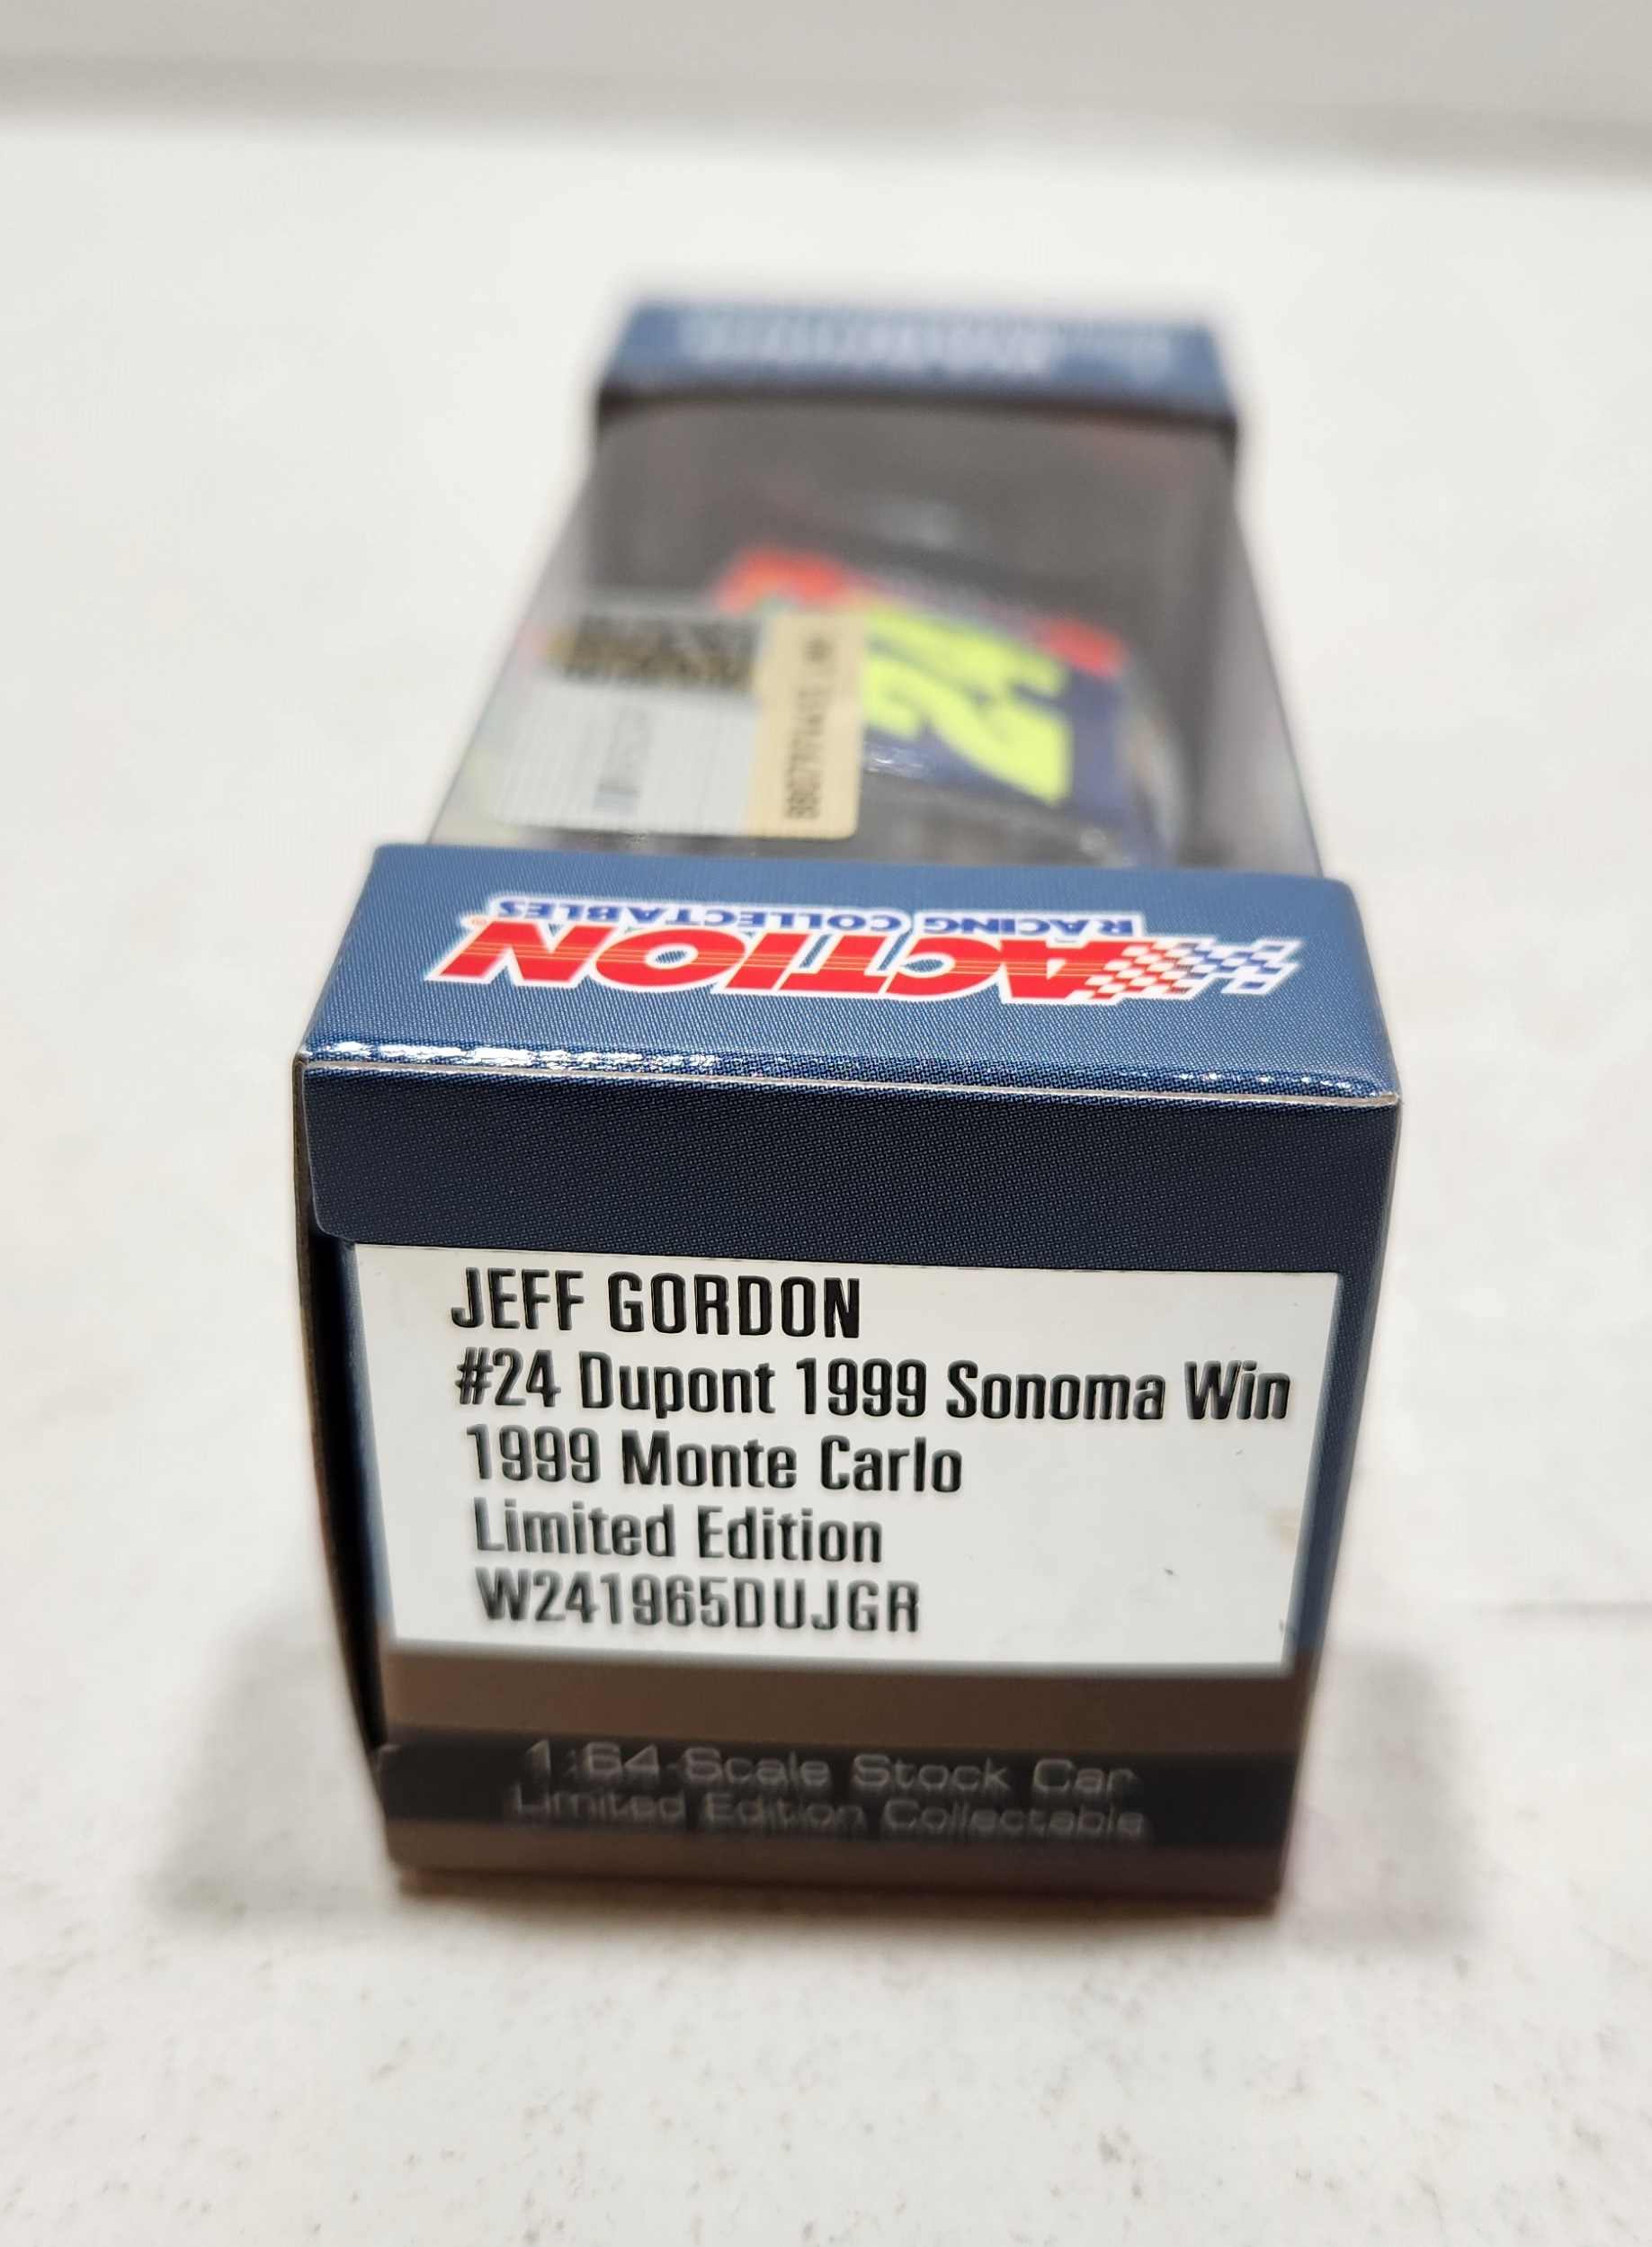 ACTION
RACING COLLECTABLES
JEFF GORDON
#24 Dupont 1999 Sonoma Win
1999 Monte Carlo
Limited Edition
W241965DUJGR
1:64-Scale Stock Car
Limited Edition Collectable